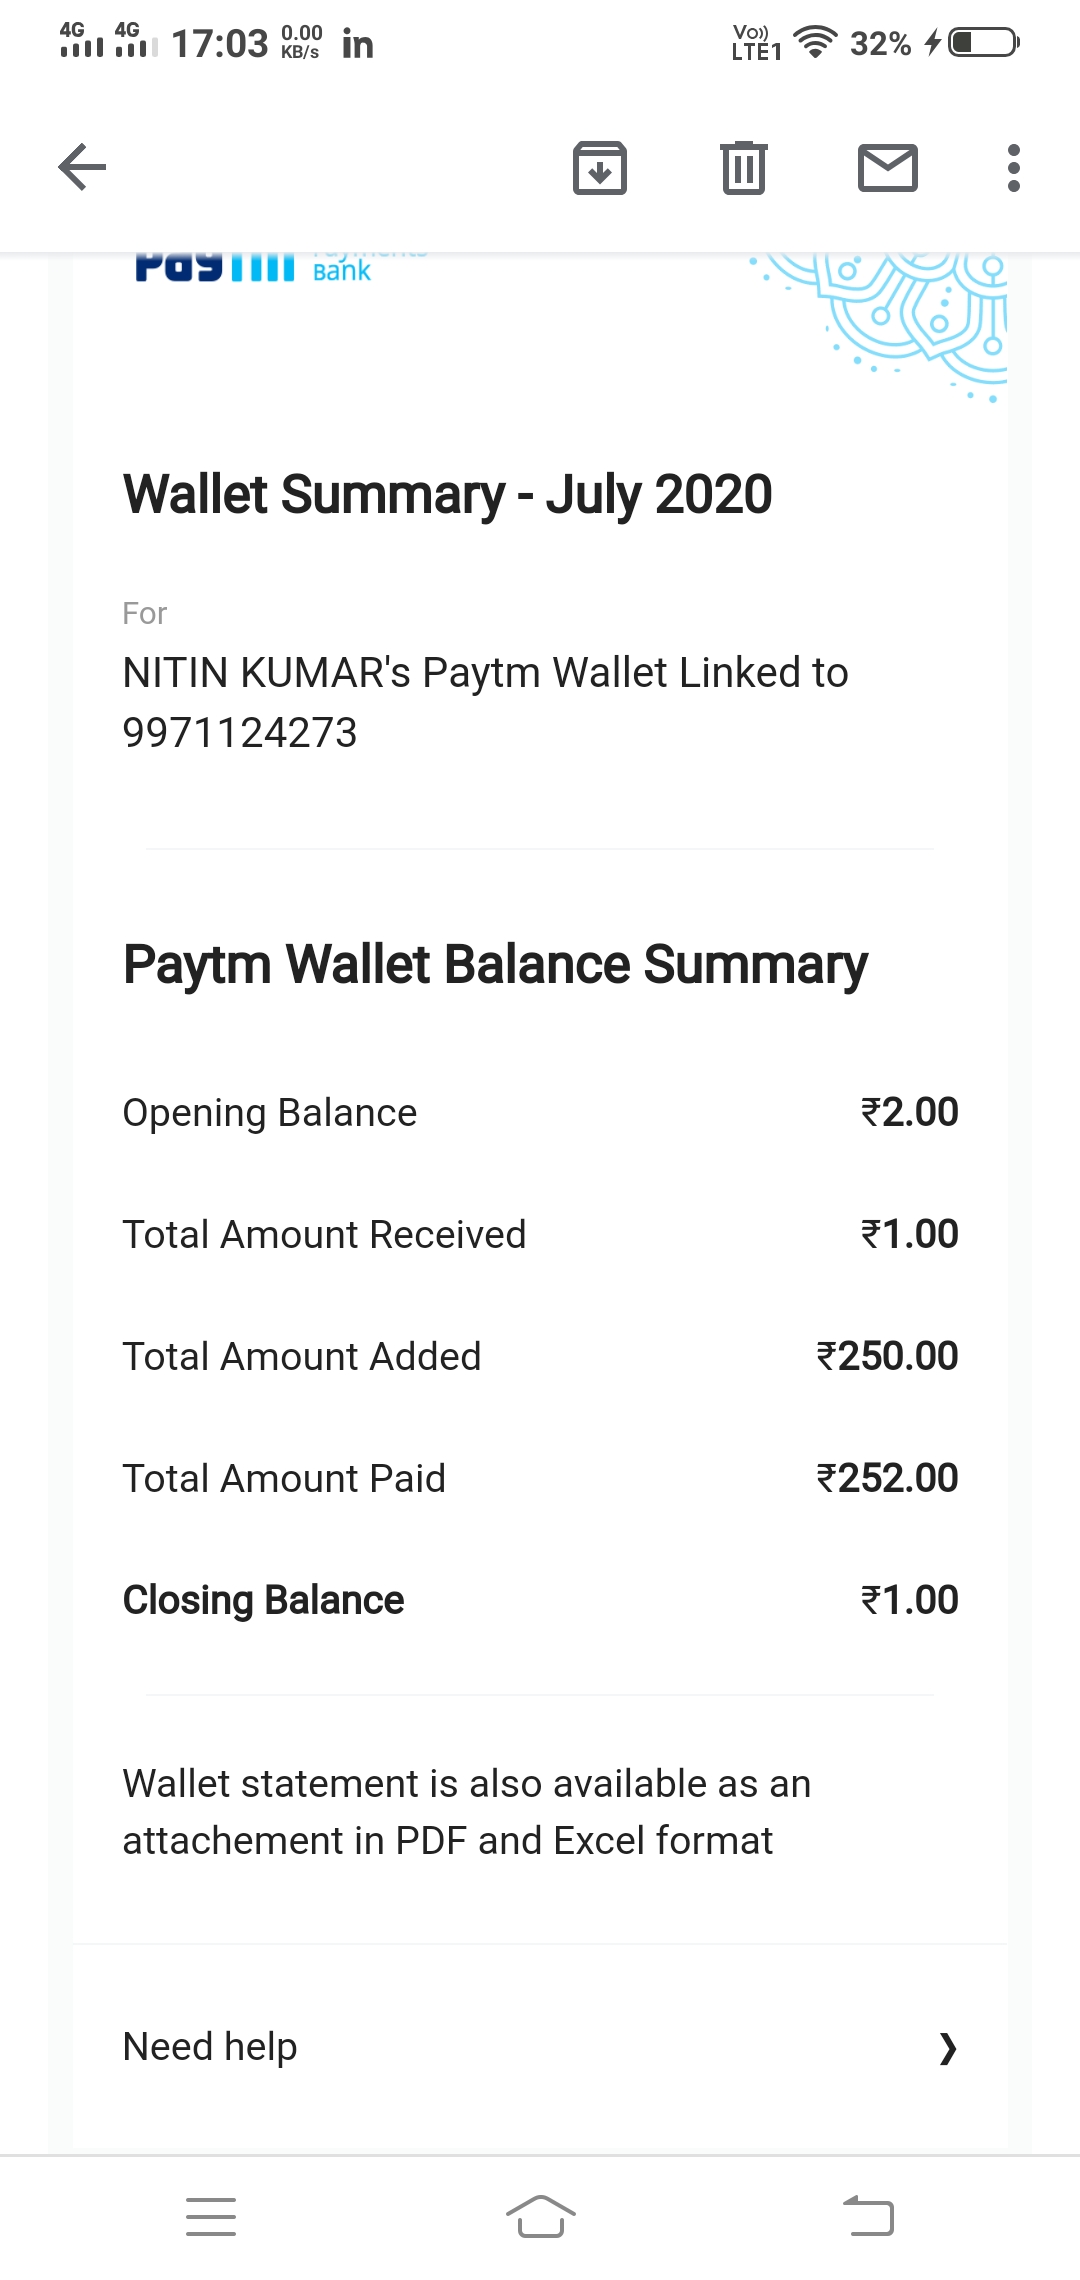 4G 4G 17:03 0.00 KB/s in Vo)) LTE1 32%
Paytm Payments Bank
Wallet Summary - July 2020
For
NITIN KUMAR's Paytm Wallet Linked to
9971124273
Paytm Wallet Balance Summary
Opening Balance ₹2.00
Total Amount Received ₹1.00
Total Amount Added ₹250.00
Total Amount Paid ₹252.00
Closing Balance ₹1.00
Wallet statement is also available as an
attachement in PDF and Excel format
Need help